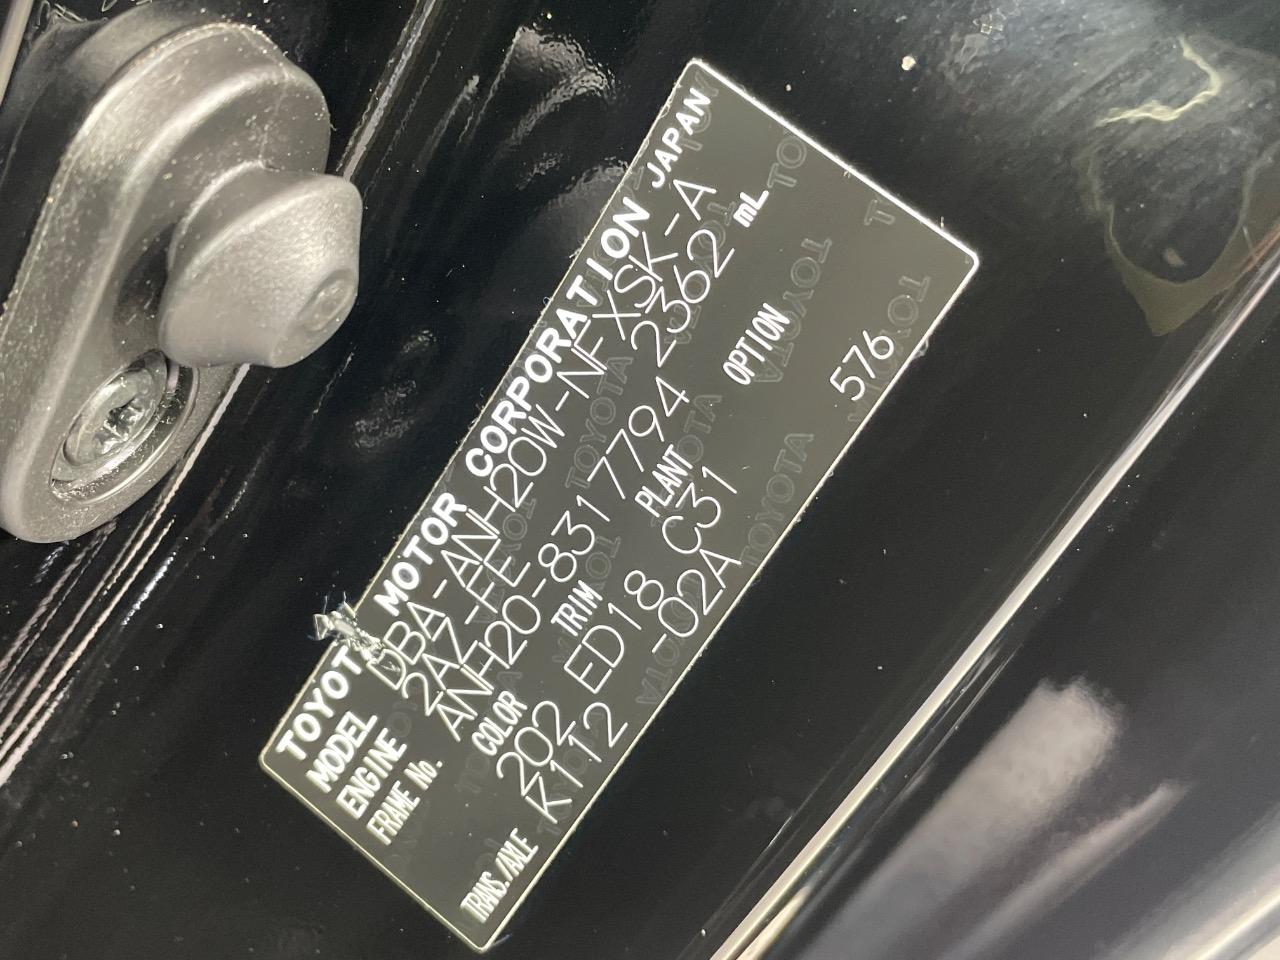 TOYOTA MOTOR CORPORATION JAPAN
MODEL DBA-ANH20W-NFXSK-A
ENGINE 2AZ-FE 2362 mL
FRAME No. ANH20-8317794
COLOR TRIM PLANT OPTION
202 ED18 C31 576
TRANS./AXLE K112 -02A